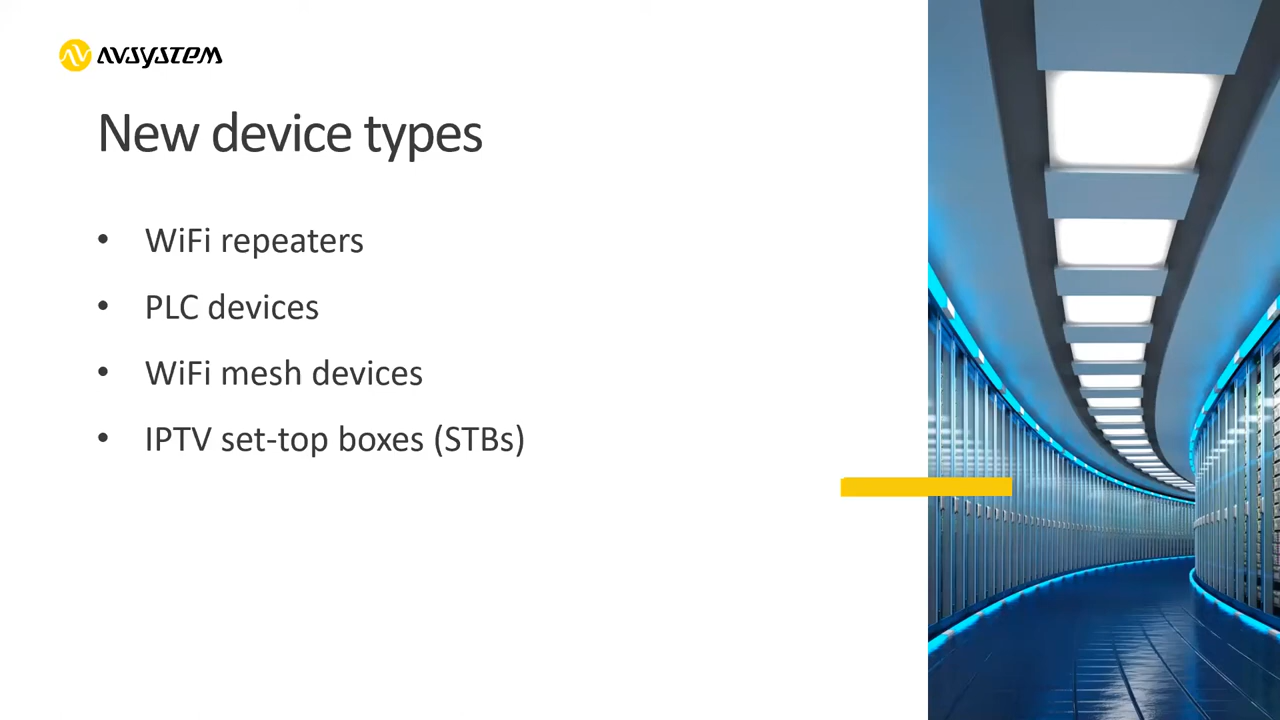 AVSYSTEM
New device types
• WiFi repeaters
• PLC devices
• WiFi mesh devices
• IPTV set-top boxes (STBs)